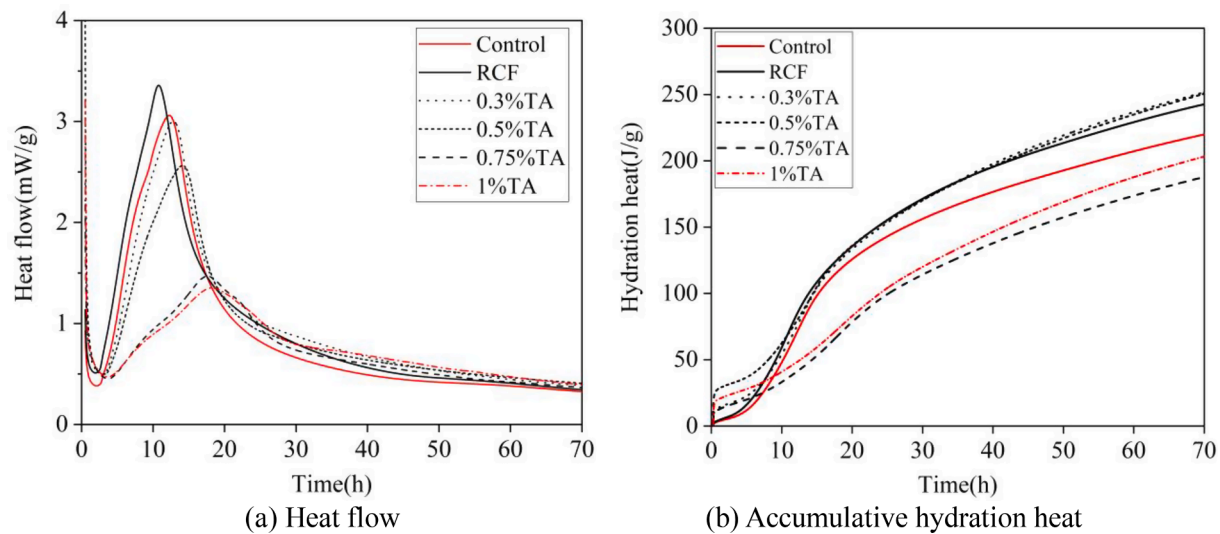 4
3
2
1
0
Heat flow(mW/g)
Control
RCF
0.3%TA
0.5%TA
0.75%TA
1%TA
0 10 20 30 40 50 60 70
Time(h)
(a) Heat flow
300
250
200
150
100
50
0
Hydration heat(J/g)
Control
RCF
0.3%TA
0.5%TA
0.75%TA
1%TA
0 10 20 30 40 50 60 70
Time(h)
(b) Accumulative hydration heat